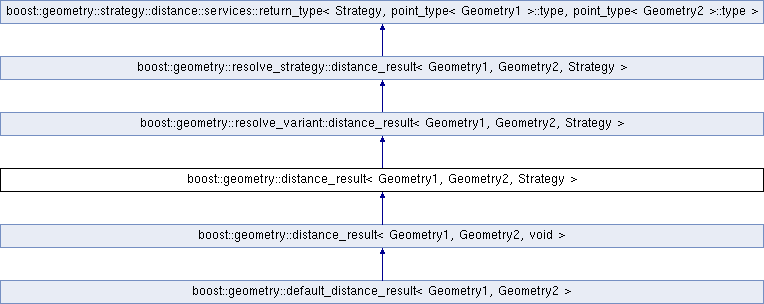 boost::geometry::strategy::distance::services::return_type< Strategy, point_type< Geometry1 >::type, point_type< Geometry2 >::type >
boost::geometry::resolve_strategy::distance_result< Geometry1, Geometry2, Strategy >
boost::geometry::resolve_variant::distance_result< Geometry1, Geometry2, Strategy >
boost::geometry::distance_result< Geometry1, Geometry2, Strategy >
boost::geometry::distance_result< Geometry1, Geometry2, void >
boost::geometry::default_distance_result< Geometry1, Geometry2 >